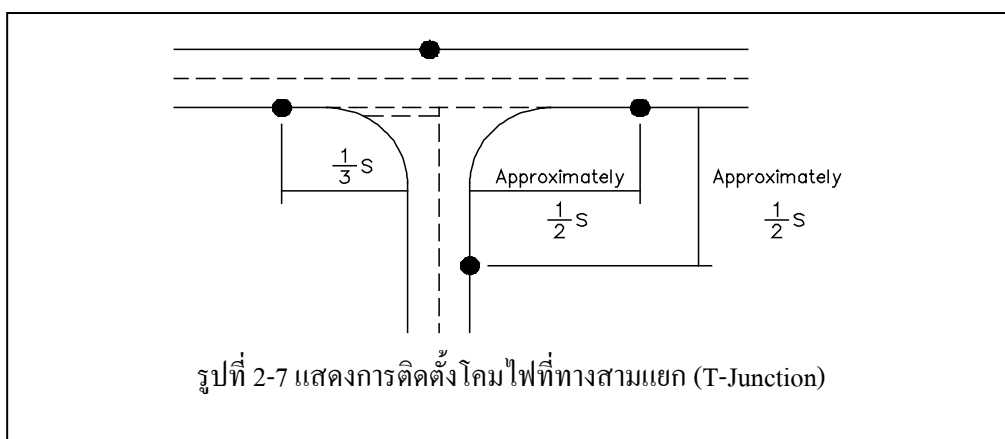 1/3 S
Approximately
1/2 S
Approximately
1/2 S
รูปที่ 2-7 แสดงการติดตั้งโคมไฟที่ทางสามแยก (T-Junction)